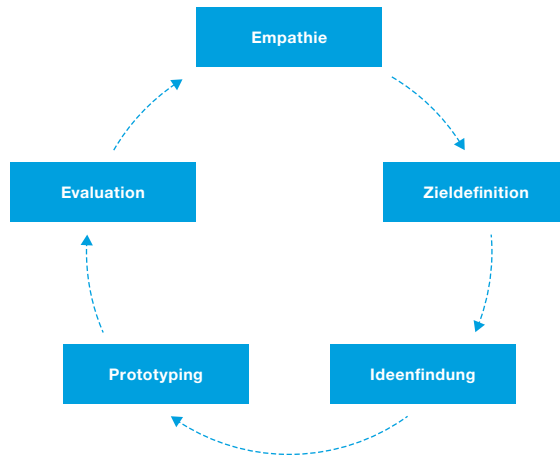 Empathie
Zieldefinition
Ideenfindung
Prototyping
Evaluation